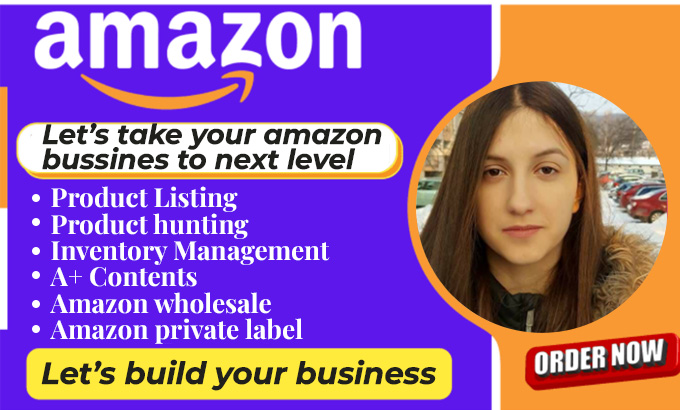 amazon
Let's take your amazon
bussines to next level
• Product Listing
• Product hunting
• Inventory Management
• A+ Contents
• Amazon wholesale
• Amazon private label
Let's build your business
ORDER NOW